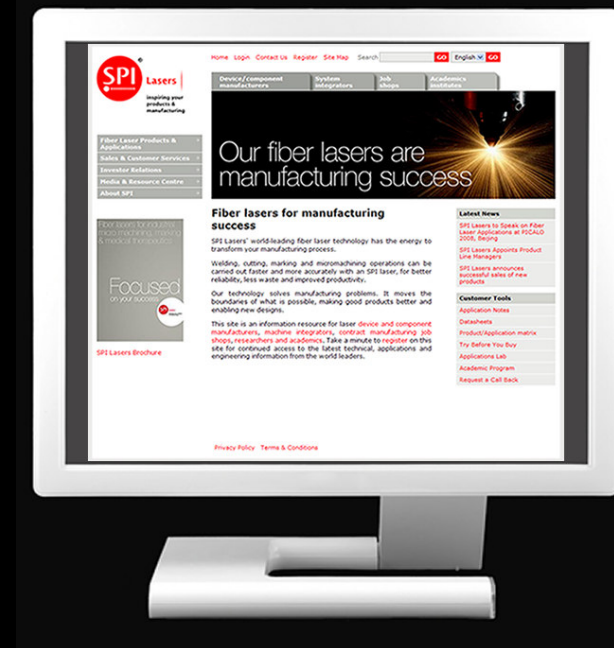 SPI
Lasers
inspiring your
products &
manufacturing
Home Login Contact Us Register Site Map Search GO English GO
Device/component
manufacturers
System
integrators
Job
shops
Academics
institutes
Our fiber lasers are
manufacturing success
Fiber Laser Products &
Applications
Sales & Customer Services
Investor Relations
Media & Resource Centre
About SPI
Fiber lasers for industrial
micro machining, marking
& medical therapeutics
Focused
on your success
SPI Lasers Brochure
Fiber lasers for manufacturing
success
SPI Lasers' world-leading fiber laser technology has the energy to
transform your manufacturing process.
Welding, cutting, marking and micromachining operations can be
carried out faster and more accurately with an SPI laser, for better
reliability, less waste and improved productivity.
Our technology solves manufacturing problems. It moves the
boundaries of what is possible, making good products better and
enabling new designs.
This site is an information resource for laser device and component
manufacturers, machine integrators, contract manufacturing job
shops, researchers and academics. Take a minute to register on this
site for continued access to the latest technical, applications and
engineering information from the world leaders.
Latest News
SPI Lasers to Speak on Fiber
Laser Applications at PICALO
2008, Beijing
SPI Lasers Appoints Product
Line Managers
SPI Lasers announces
successful sales of new
products
Customer Tools
Application Notes
Datasheets
Product/Application matrix
Try Before You Buy
Applications Lab
Academic Program
Request a Call Back
Privacy Policy Terms & Conditions